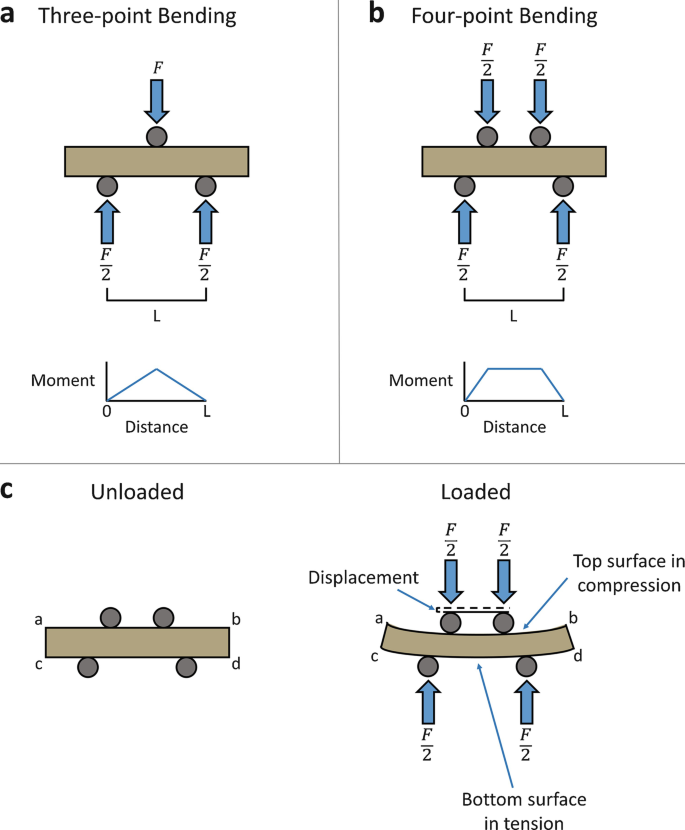 a Three-point Bending
F
F/2 F/2
L
Moment
0 L
Distance
b Four-point Bending
F/2 F/2
F/2 F/2
L
Moment
0 L
Distance
c Unloaded
a b
c d
Loaded
F/2 F/2
Displacement
Top surface in
compression
a b
c d
F/2 F/2
Bottom surface
in tension